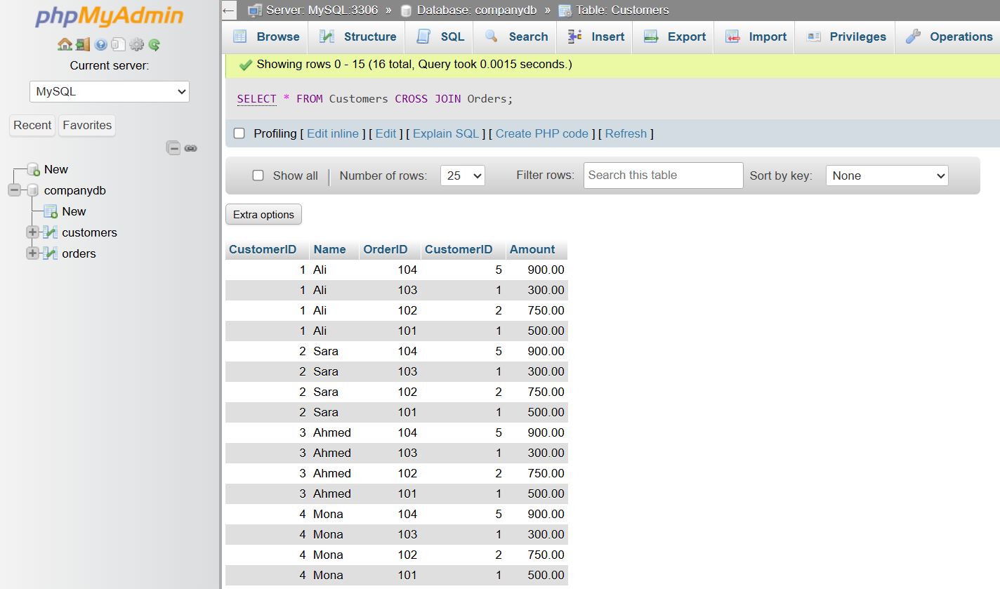 phpMyAdmin
Current server:
MySQL
Recent Favorites
New
companydb
New
customers
orders
Server: MySQL:3306 » Database: companydb » Table: Customers
Browse Structure SQL Search Insert Export Import Privileges Operations
Showing rows 0 - 15 (16 total, Query took 0.0015 seconds.)
SELECT * FROM Customers CROSS JOIN Orders;
Profiling [ Edit inline ] [ Edit ] [ Explain SQL ] [ Create PHP code ] [ Refresh ]
Show all Number of rows: 25 Filter rows: Search this table Sort by key: None
Extra options
CustomerID Name OrderID CustomerID Amount
1 Ali 104 5 900.00
1 Ali 103 1 300.00
1 Ali 102 2 750.00
1 Ali 101 1 500.00
2 Sara 104 5 900.00
2 Sara 103 1 300.00
2 Sara 102 2 750.00
2 Sara 101 1 500.00
3 Ahmed 104 5 900.00
3 Ahmed 103 1 300.00
3 Ahmed 102 2 750.00
3 Ahmed 101 1 500.00
4 Mona 104 5 900.00
4 Mona 103 1 300.00
4 Mona 102 2 750.00
4 Mona 101 1 500.00